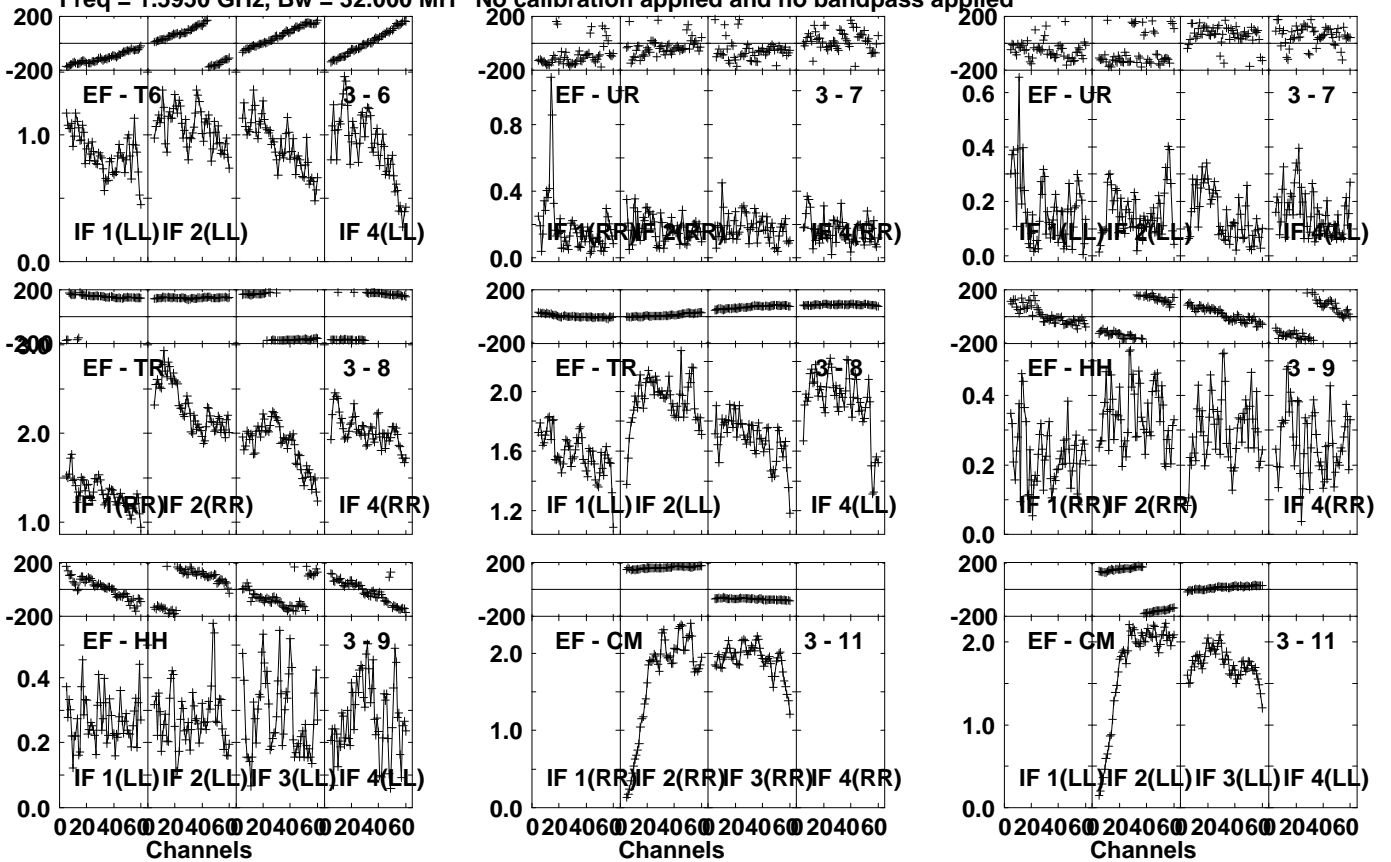 Freq = 1.5950 GHz, Bw = 32.000 MH No calibration applied and no bandpass applied
200
-200
EF - T6 3 - 6
1.0
0.0
IF 1(LL) IF 2(LL) IF 4(LL)
200
-200
EF - UR 3 - 7
0.8
0.4
0.0
IF 1(RR) IF 2(RR) IF 4(RR)
200
-200
EF - UR 3 - 7
0.6
0.4
0.2
0.0
IF 1(LL) IF 2(LL) IF 4(LL)
200
-200
3.0
EF - TR 3 - 8
2.0
1.0
IF 1(RR) IF 2(RR) IF 4(RR)
200
-200
EF - TR 3 - 8
2.0
1.6
1.2
IF 1(LL) IF 2(LL) IF 4(LL)
200
-200
EF - HH 3 - 9
0.4
0.2
0.0
IF 1(RR) IF 2(RR) IF 4(RR)
200
-200
EF - HH 3 - 9
0.4
0.2
0.0
IF 1(LL) IF 2(LL) IF 3(LL) IF 4(LL)
0 20 40 60 0 20 40 60 0 20 40 60 0 20 40 60
Channels
200
-200
EF - CM 3 - 11
2.0
1.0
0.0
IF 1(RR) IF 2(RR) IF 3(RR) IF 4(RR)
0 20 40 60 0 20 40 60 0 20 40 60 0 20 40 60
Channels
200
-200
EF - CM 3 - 11
2.0
1.0
0.0
IF 1(LL) IF 2(LL) IF 3(LL) IF 4(LL)
0 20 40 60 0 20 40 60 0 20 40 60 0 20 40 60
Channels